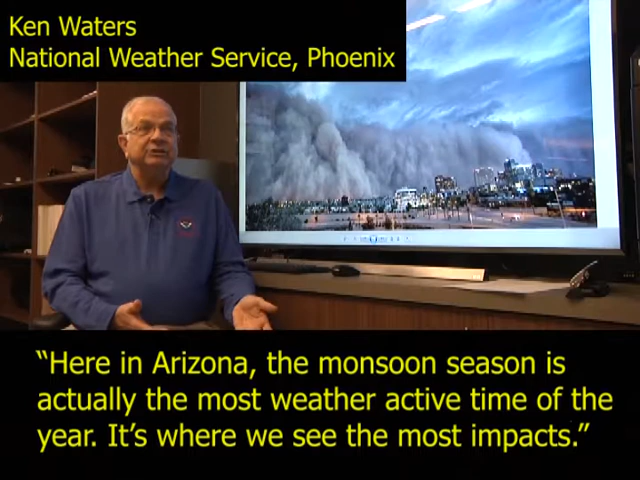 Ken Waters
National Weather Service, Phoenix
“Here in Arizona, the monsoon season is
actually the most weather active time of the
year. It’s where we see the most impacts.”